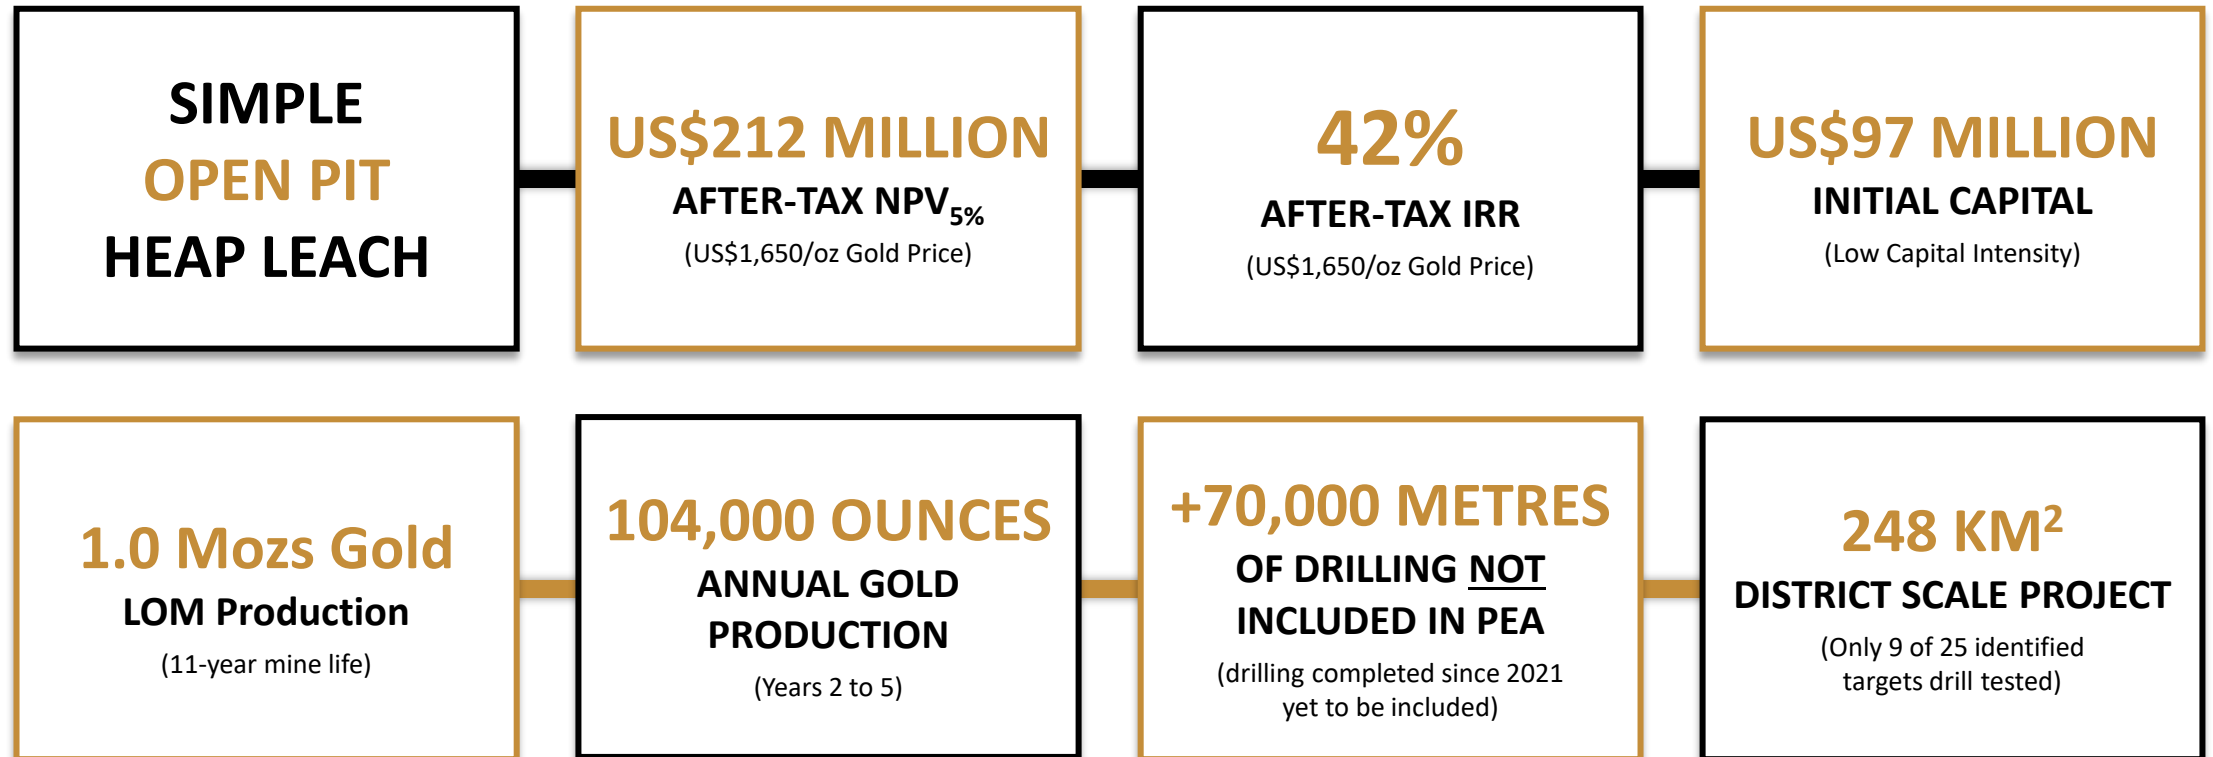 SIMPLE
OPEN PIT
HEAP LEACH
US$212 MILLION
AFTER-TAX NPV5%
(US$1,650/oz Gold Price)
42%
AFTER-TAX IRR
(US$1,650/oz Gold Price)
US$97 MILLION
INITIAL CAPITAL
(Low Capital Intensity)
1.0 Mozs Gold
LOM Production
(11-year mine life)
104,000 OUNCES
ANNUAL GOLD
PRODUCTION
(Years 2 to 5)
+70,000 METRES
OF DRILLING NOT
INCLUDED IN PEA
(drilling completed since 2021
yet to be included)
248 KM²
DISTRICT SCALE PROJECT
(Only 9 of 25 identified
targets drill tested)